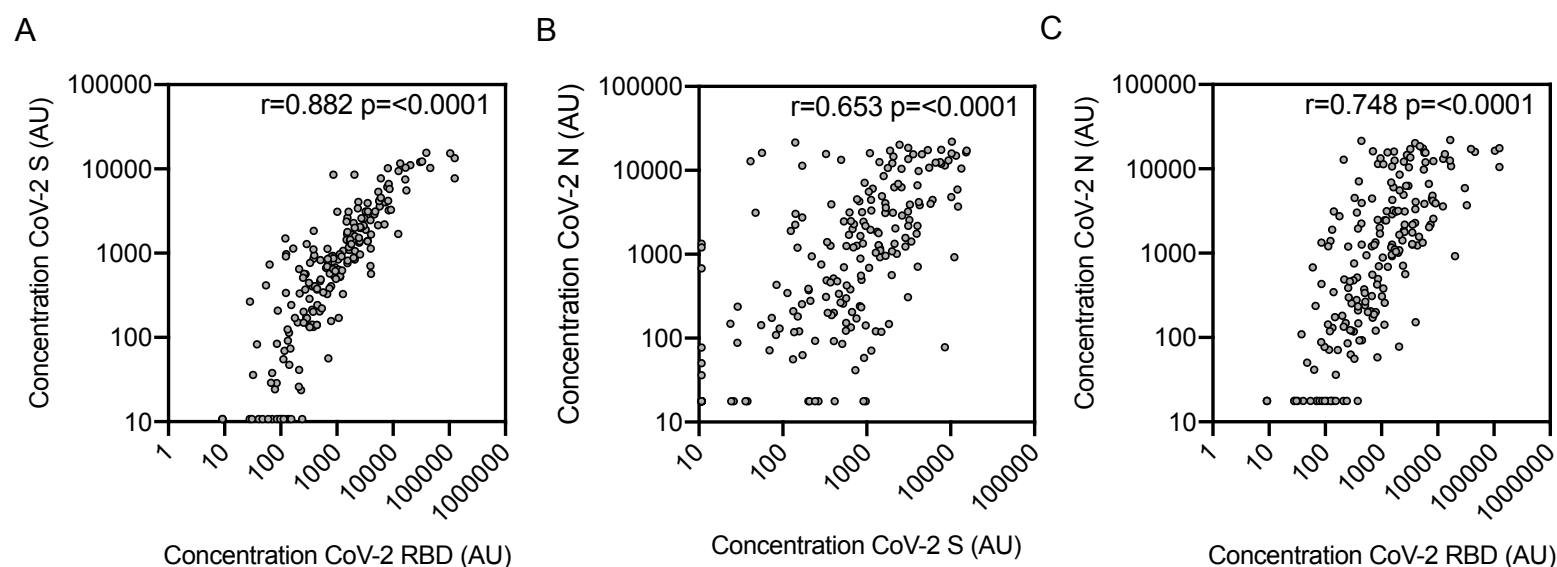 A
Concentration CoV-2 S (AU)
100000
10000
1000
100
10
r=0.882 p=<0.0001
1
10
100
1000
10000
100000
1000000
Concentration CoV-2 RBD (AU)
B
Concentration CoV-2 N (AU)
100000
10000
1000
100
10
r=0.653 p=<0.0001
10
100
1000
10000
100000
Concentration CoV-2 S (AU)
C
Concentration CoV-2 N (AU)
100000
10000
1000
100
10
r=0.748 p=<0.0001
1
10
100
1000
10000
100000
1000000
Concentration CoV-2 RBD (AU)